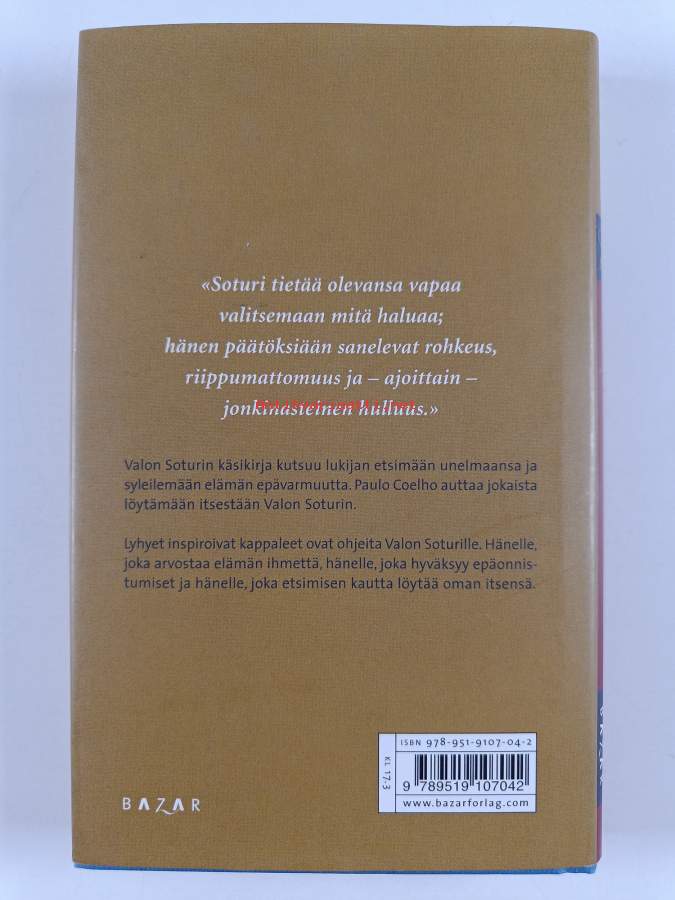 «Soturi tietää olevansa vapaa
valitsemaan mitä haluaa;
hänen päätöksiään sanelevat rohkeus,
riippumattomuus ja – ajoittain –
jonkinasteinen hulluus.»
Valon Soturin käsikirja kutsuu lukijan etsimään unelmaansa ja
syleilemään elämän epävarmuutta. Paulo Coelho auttaa jokaista
löytämään itsestään Valon Soturin.
Lyhyet inspiroivat kappaleet ovat ohjeita Valon Soturille. Hänelle,
joka arvostaa elämän ihmettä, hänelle, joka hyväksyy epäonnis-
tumiset ja hänelle, joka etsimisen kautta löytää oman itsensä.
ISBN 978-951-9107-04-2
KL 17-3
9 789519 107042
www.bazarforlag.com
BAZAR